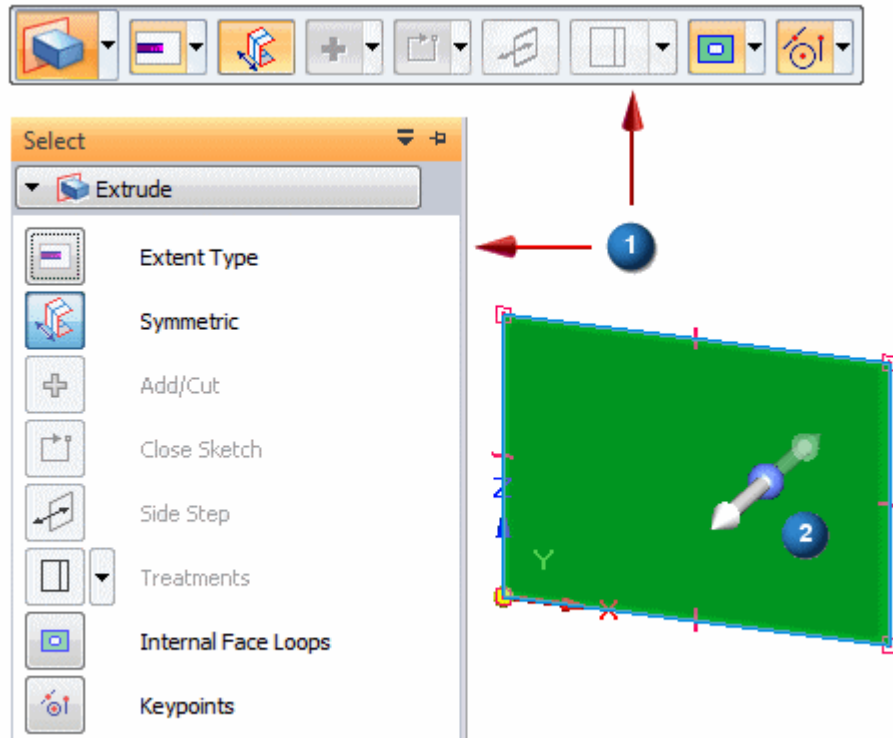 Select
Extrude
1
Extent Type
Symmetric
Add/Cut
Close Sketch
Z
Side Step
2
Y
Treatments
X
Internal Face Loops
Keypoints